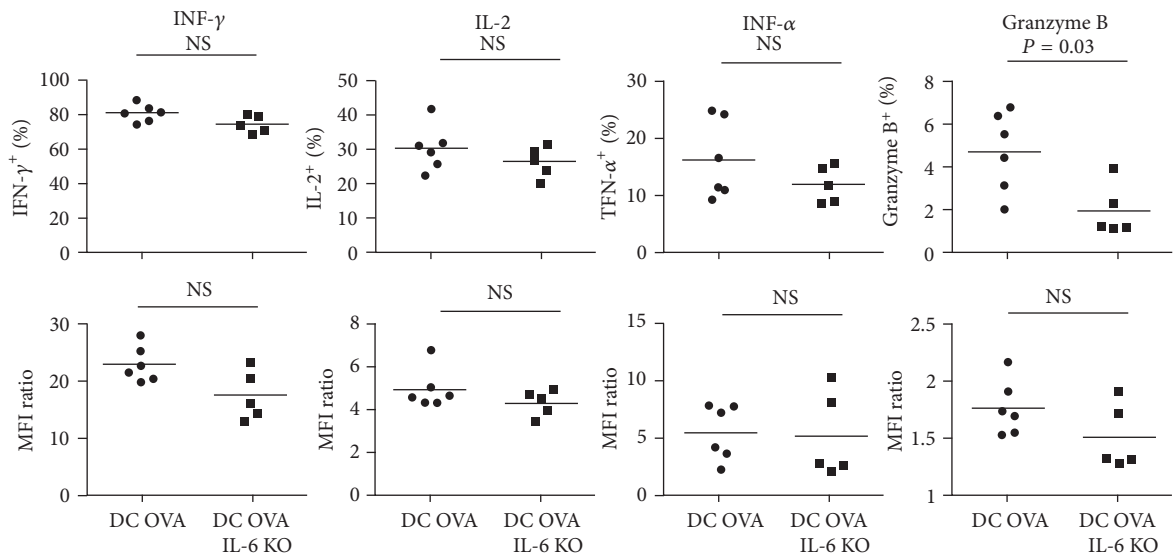 INF-γ
NS
IFN-γ+ (%)
100
80
60
40
20
0
IL-2
NS
IL-2+ (%)
50
40
30
20
10
0
INF-α
NS
TFN-α+ (%)
30
20
10
0
Granzyme B
P = 0.03
Granzyme B+ (%)
8
6
4
2
0
NS
MFI ratio
30
20
10
0
DC OVA
DC OVA
IL-6 KO
NS
MFI ratio
8
6
4
2
0
DC OVA
DC OVA
IL-6 KO
NS
MFI ratio
15
10
5
0
DC OVA
DC OVA
IL-6 KO
NS
MFI ratio
2.5
2
1.5
1
DC OVA
DC OVA
IL-6 KO